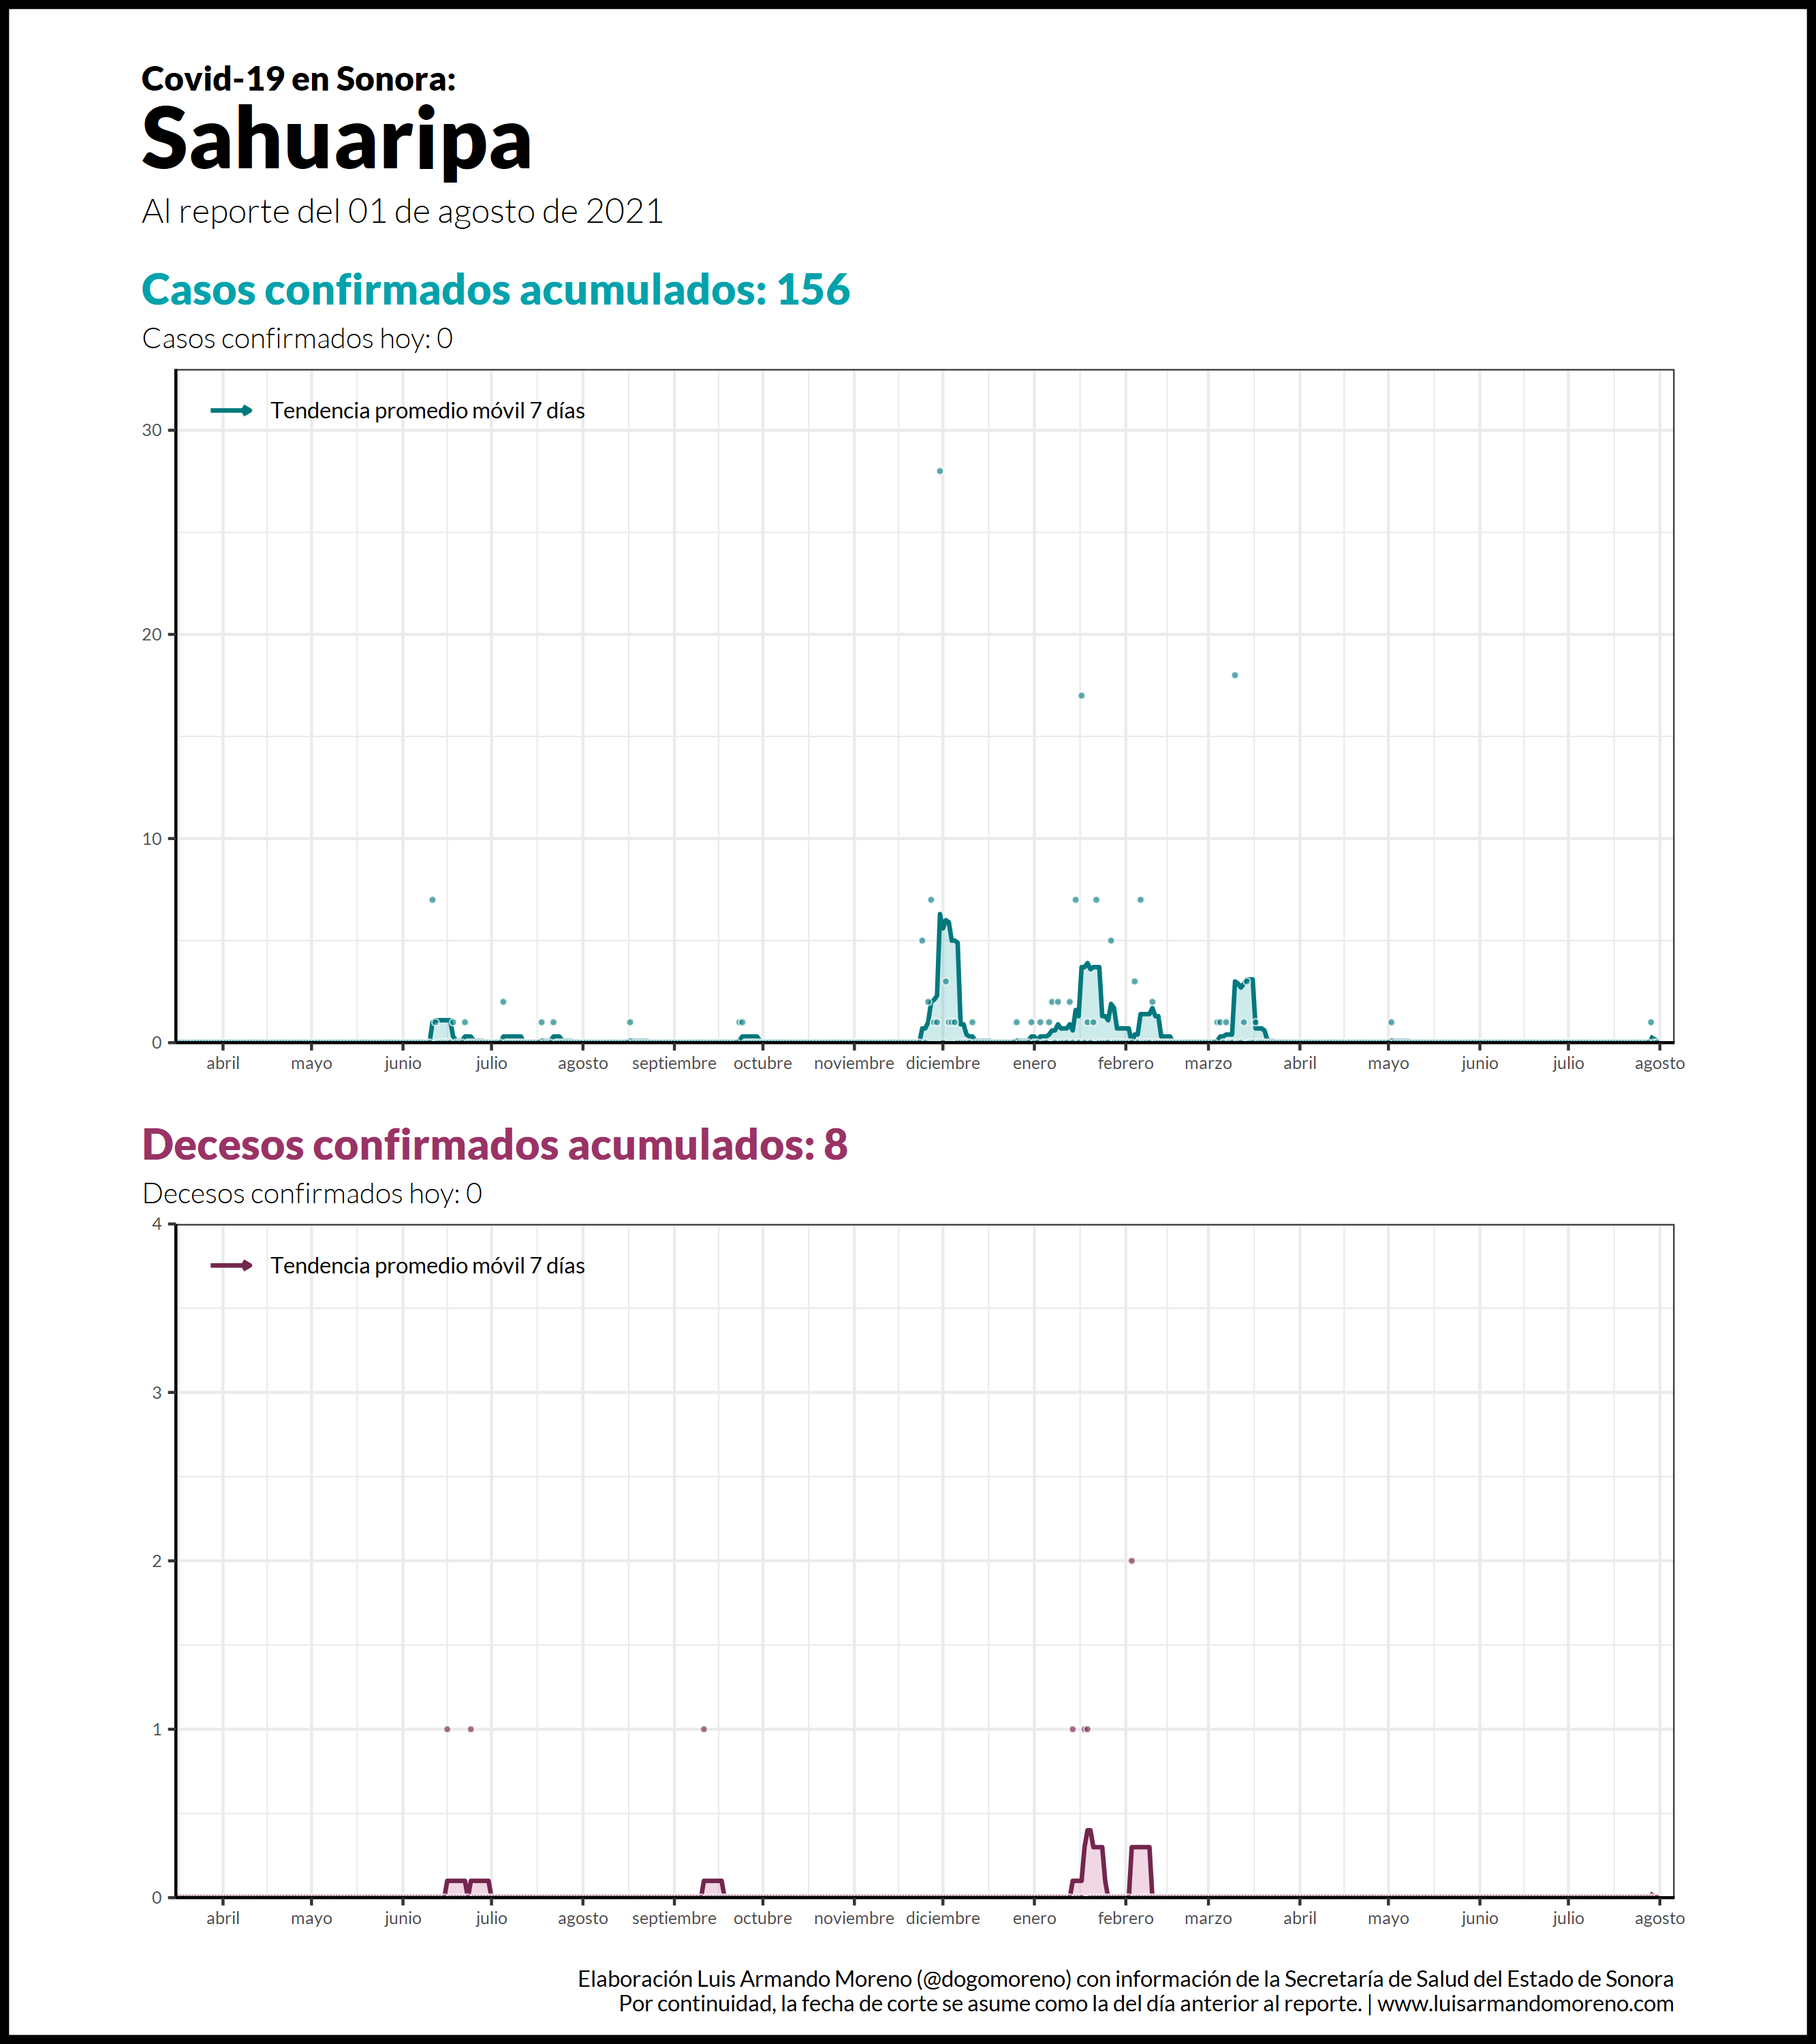 Covid-19 en Sonora:
Sahuaripa
Al reporte del 01 de agosto de 2021
Casos confirmados acumulados: 156
Casos confirmados hoy: 0
Tendencia promedio móvil 7 días
30
20
10
0
abril mayo junio julio agosto septiembre octubre noviembre diciembre enero febrero marzo abril mayo junio julio agosto
Decesos confirmados acumulados: 8
Decesos confirmados hoy: 0
4
Tendencia promedio móvil 7 días
3
2
1
0
abril mayo junio julio agosto septiembre octubre noviembre diciembre enero febrero marzo abril mayo junio julio agosto
Elaboración Luis Armando Moreno (@dogomoreno) con información de la Secretaría de Salud del Estado de Sonora
Por continuidad, la fecha de corte se asume como la del día anterior al reporte. | www.luisarmandomoreno.com